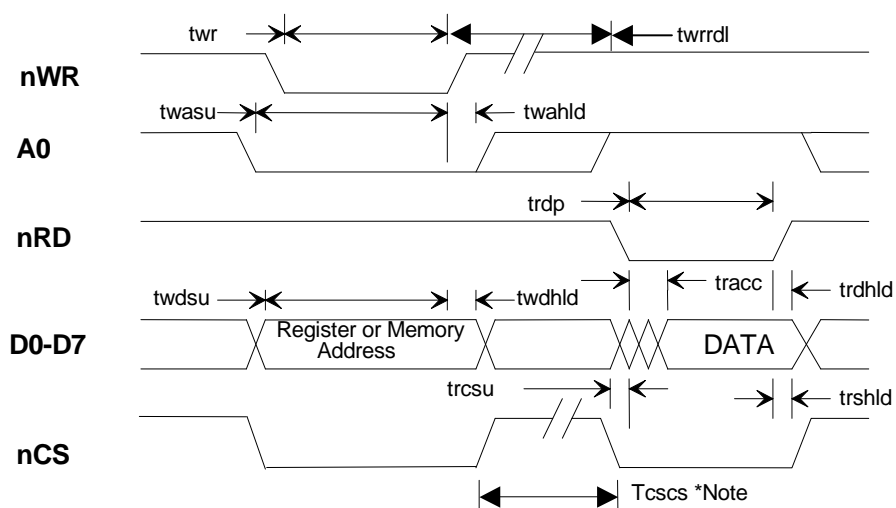 twr
twrrdl
nWR
twasu
twahld
A0
trdp
nRD
tracc
twdsu
twdhld
trdhld
D0-D7
Register or Memory
Address
DATA
trcsu
trshld
nCS
Tcscs *Note